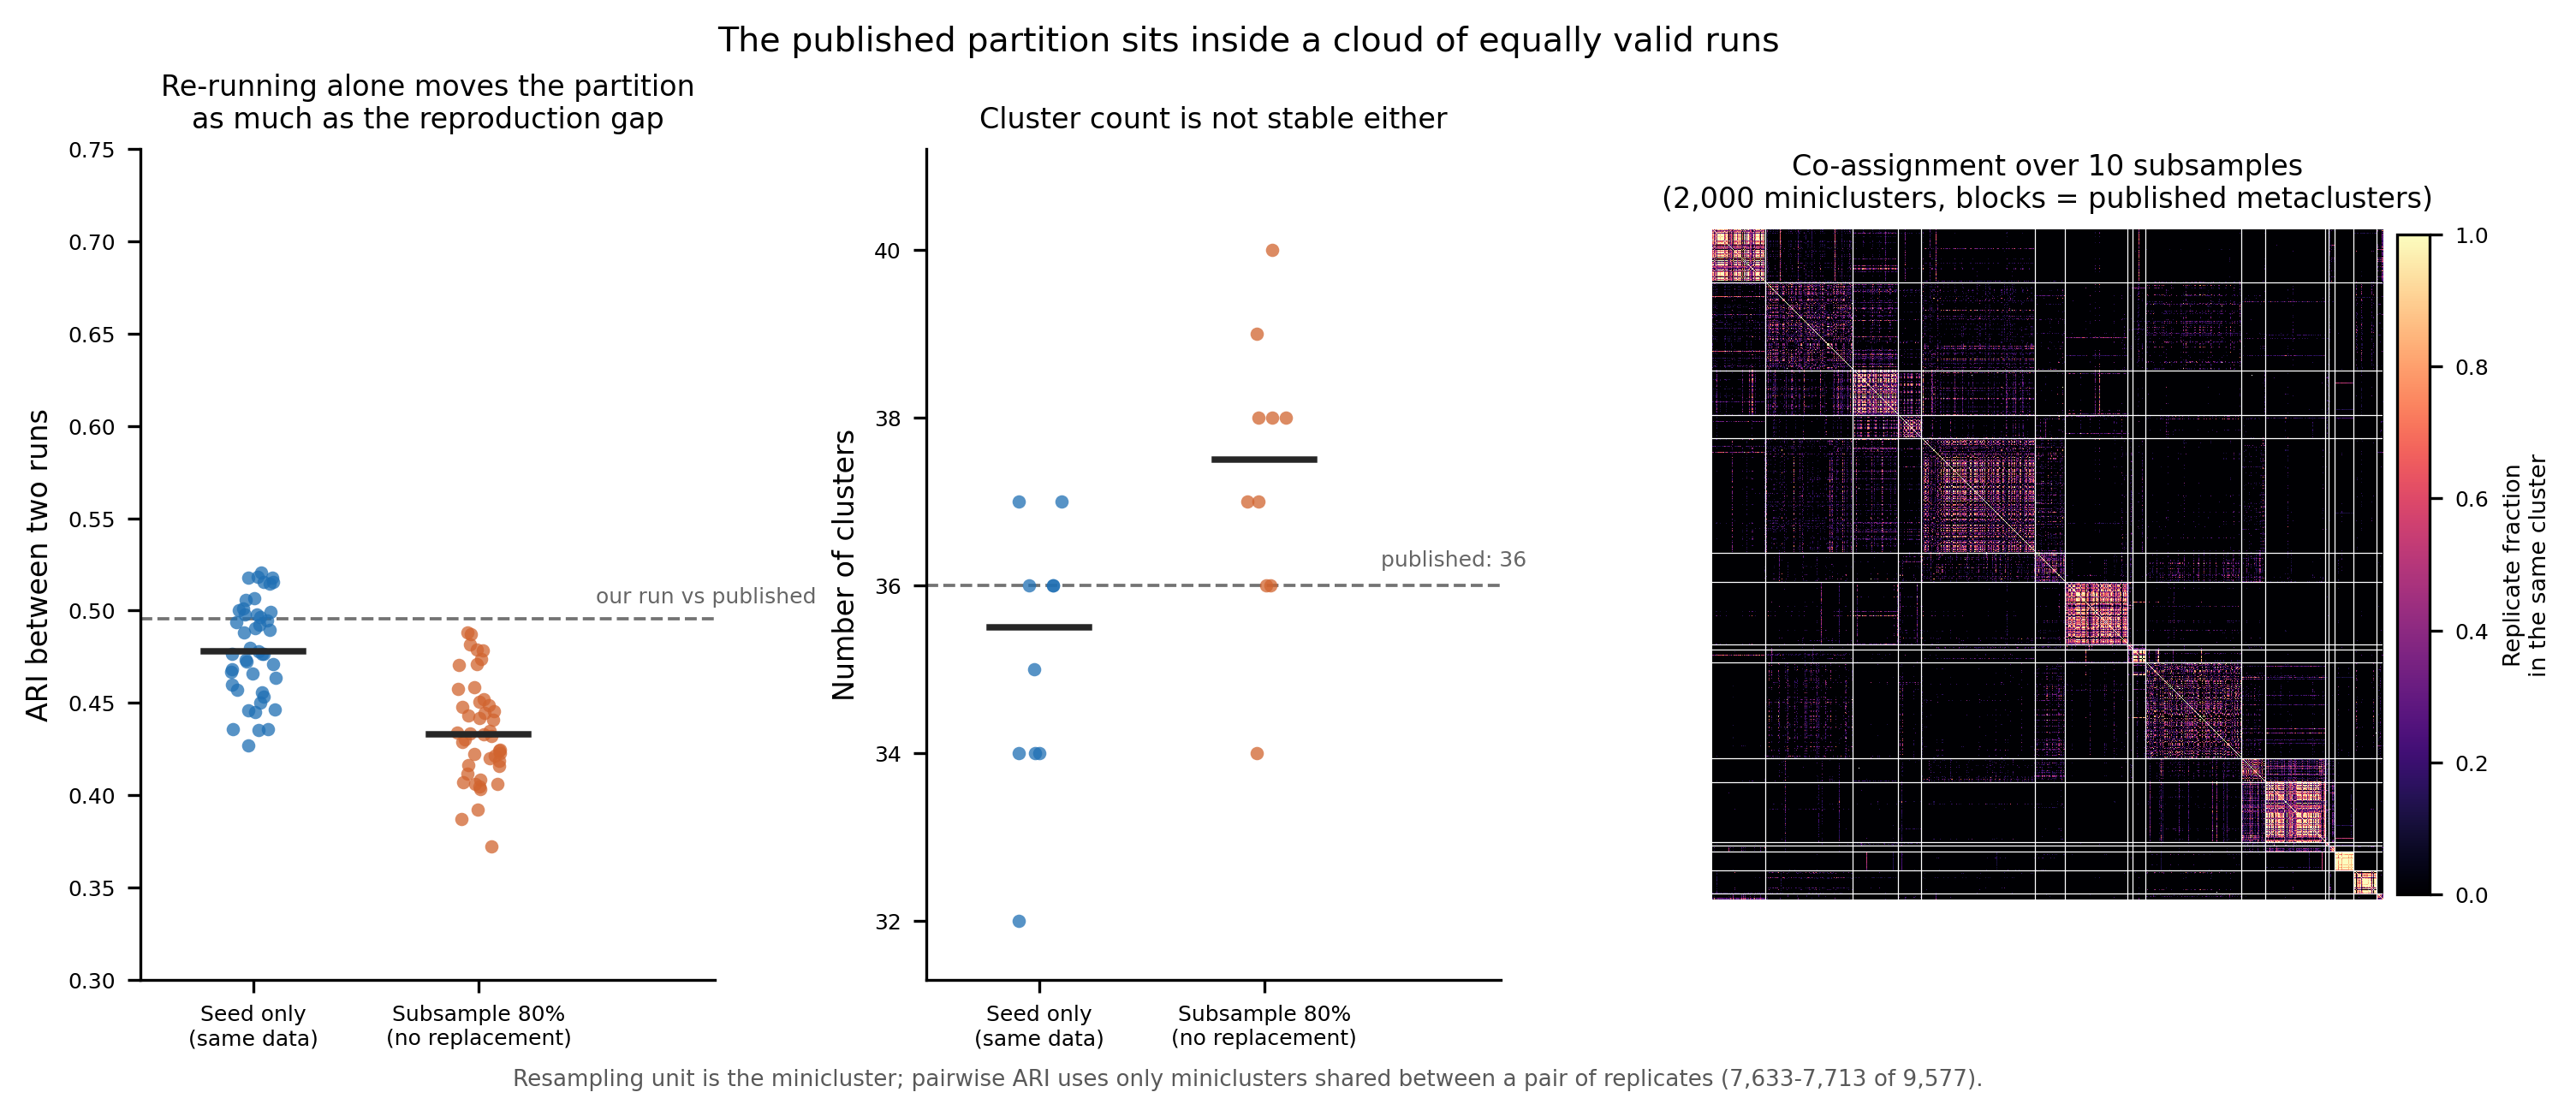 The published partition sits inside a cloud of equally valid runs
Re-running alone moves the partition
as much as the reproduction gap
ARI between two runs
0.75
0.70
0.65
0.60
0.55
0.50
0.45
0.40
0.35
0.30
our run vs published
Seed only
(same data)
Subsample 80%
(no replacement)
Cluster count is not stable either
Number of clusters
40
38
36
34
32
published: 36
Seed only
(same data)
Subsample 80%
(no replacement)
Co-assignment over 10 subsamples
(2,000 miniclusters, blocks = published metaclusters)
1.0
0.8
0.6
0.4
0.2
0.0
Replicate fraction
in the same cluster
Resampling unit is the minicluster; pairwise ARI uses only miniclusters shared between a pair of replicates (7,633-7,713 of 9,577).